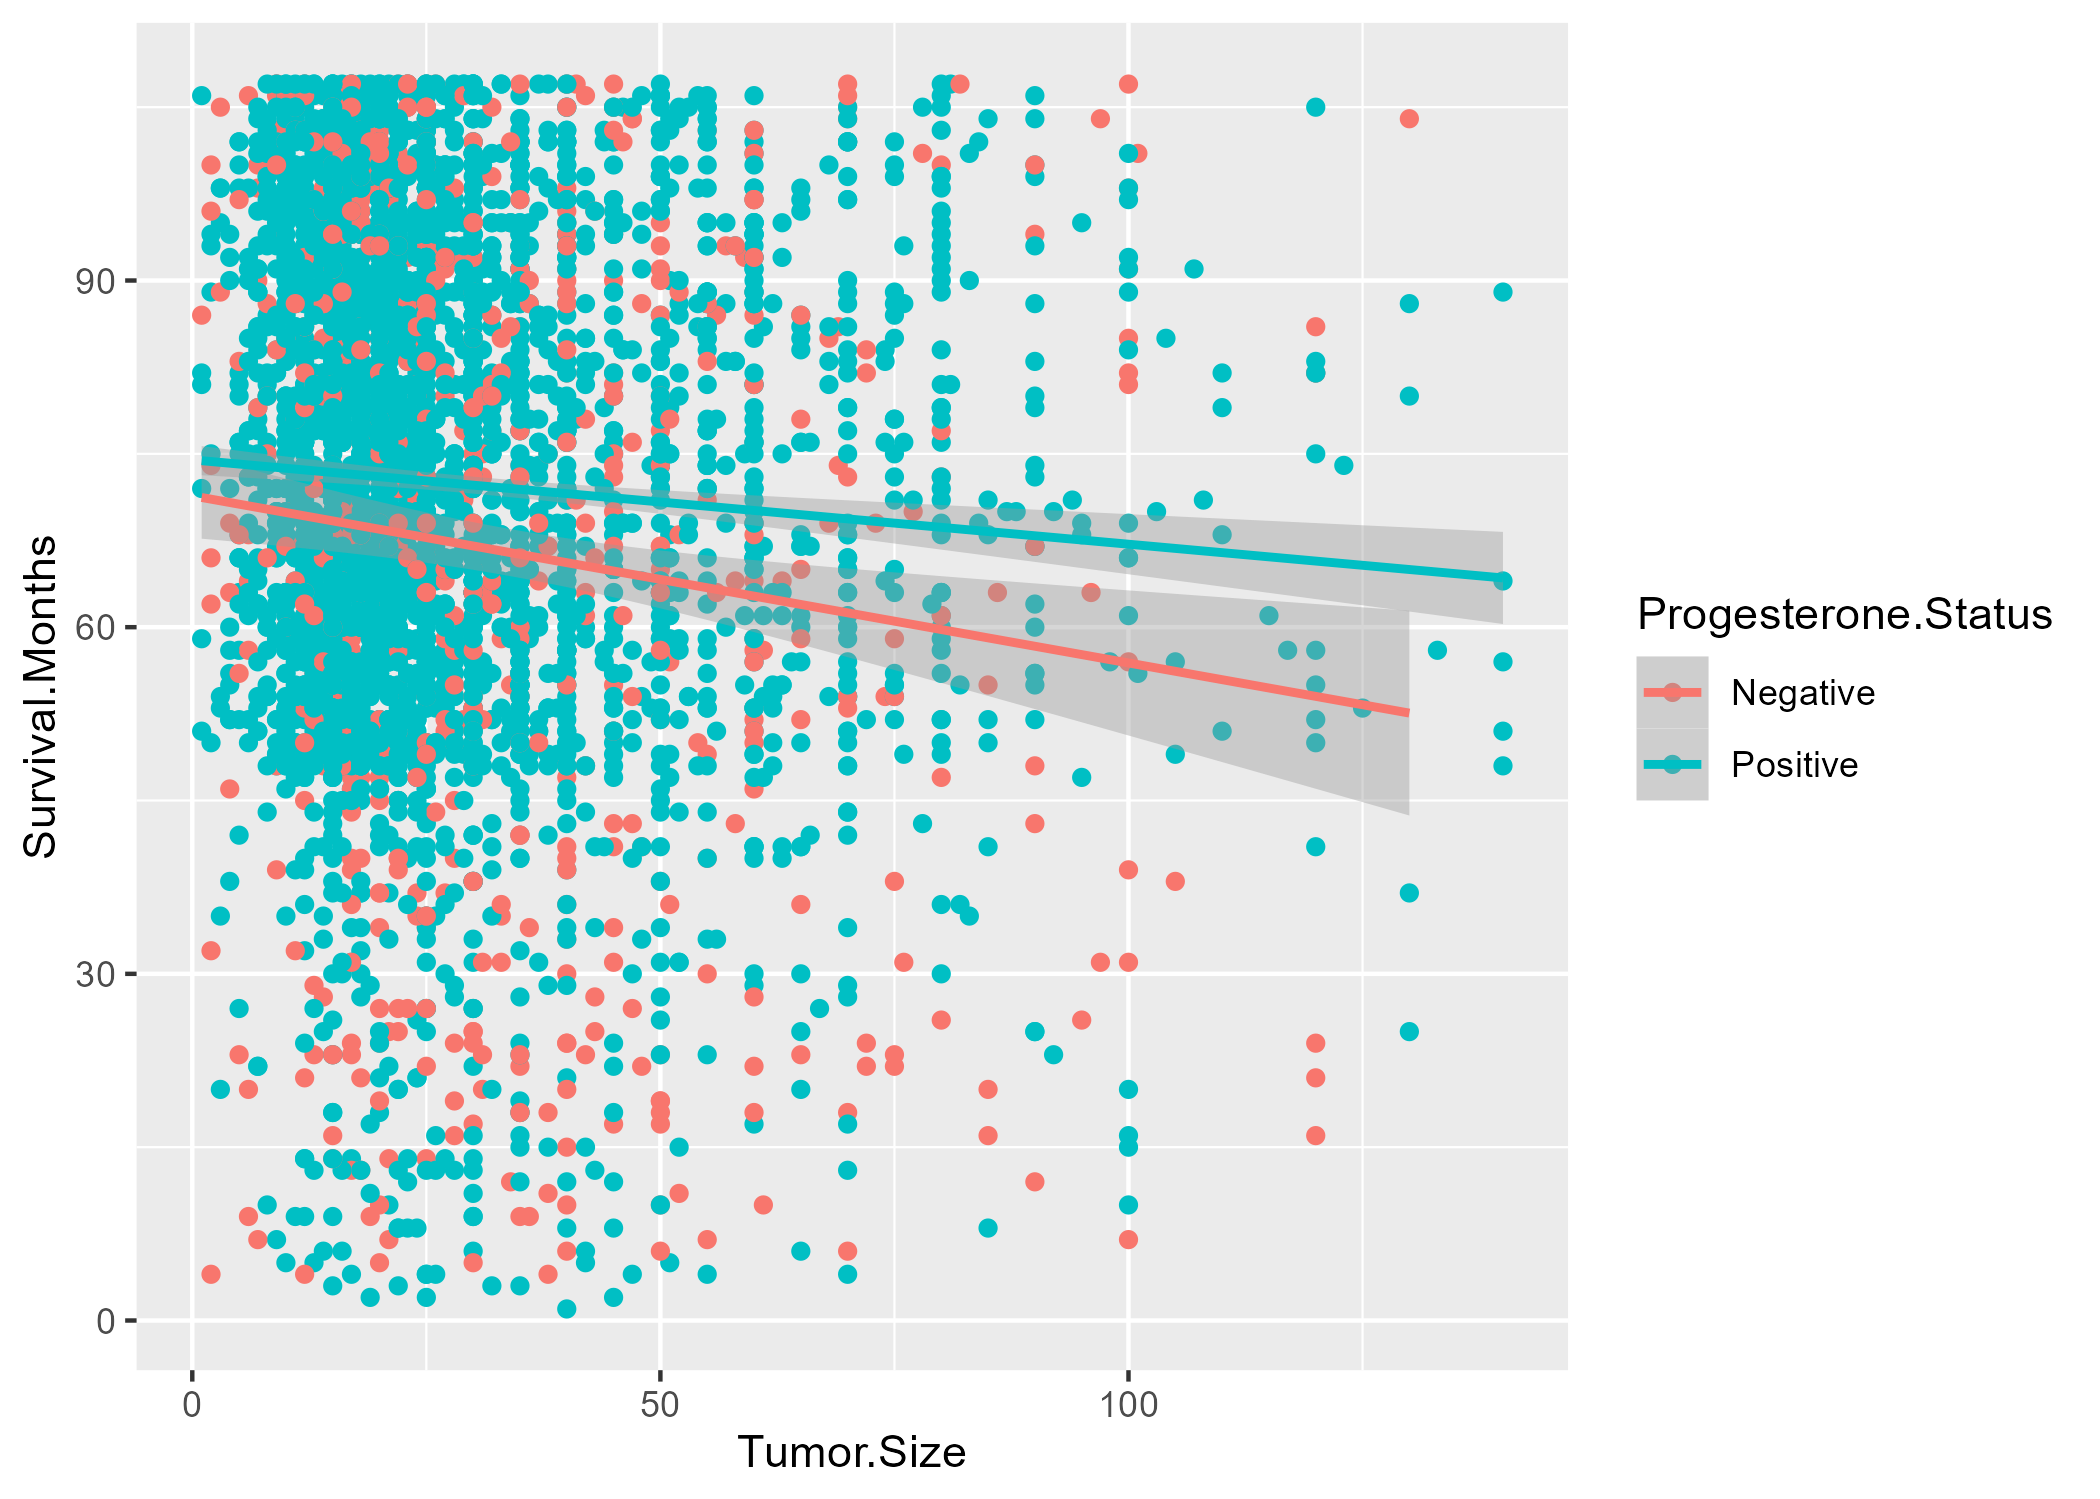 90
60
30
0
Survival.Months
0
50
100
Tumor.Size
Progesterone.Status
Negative
Positive